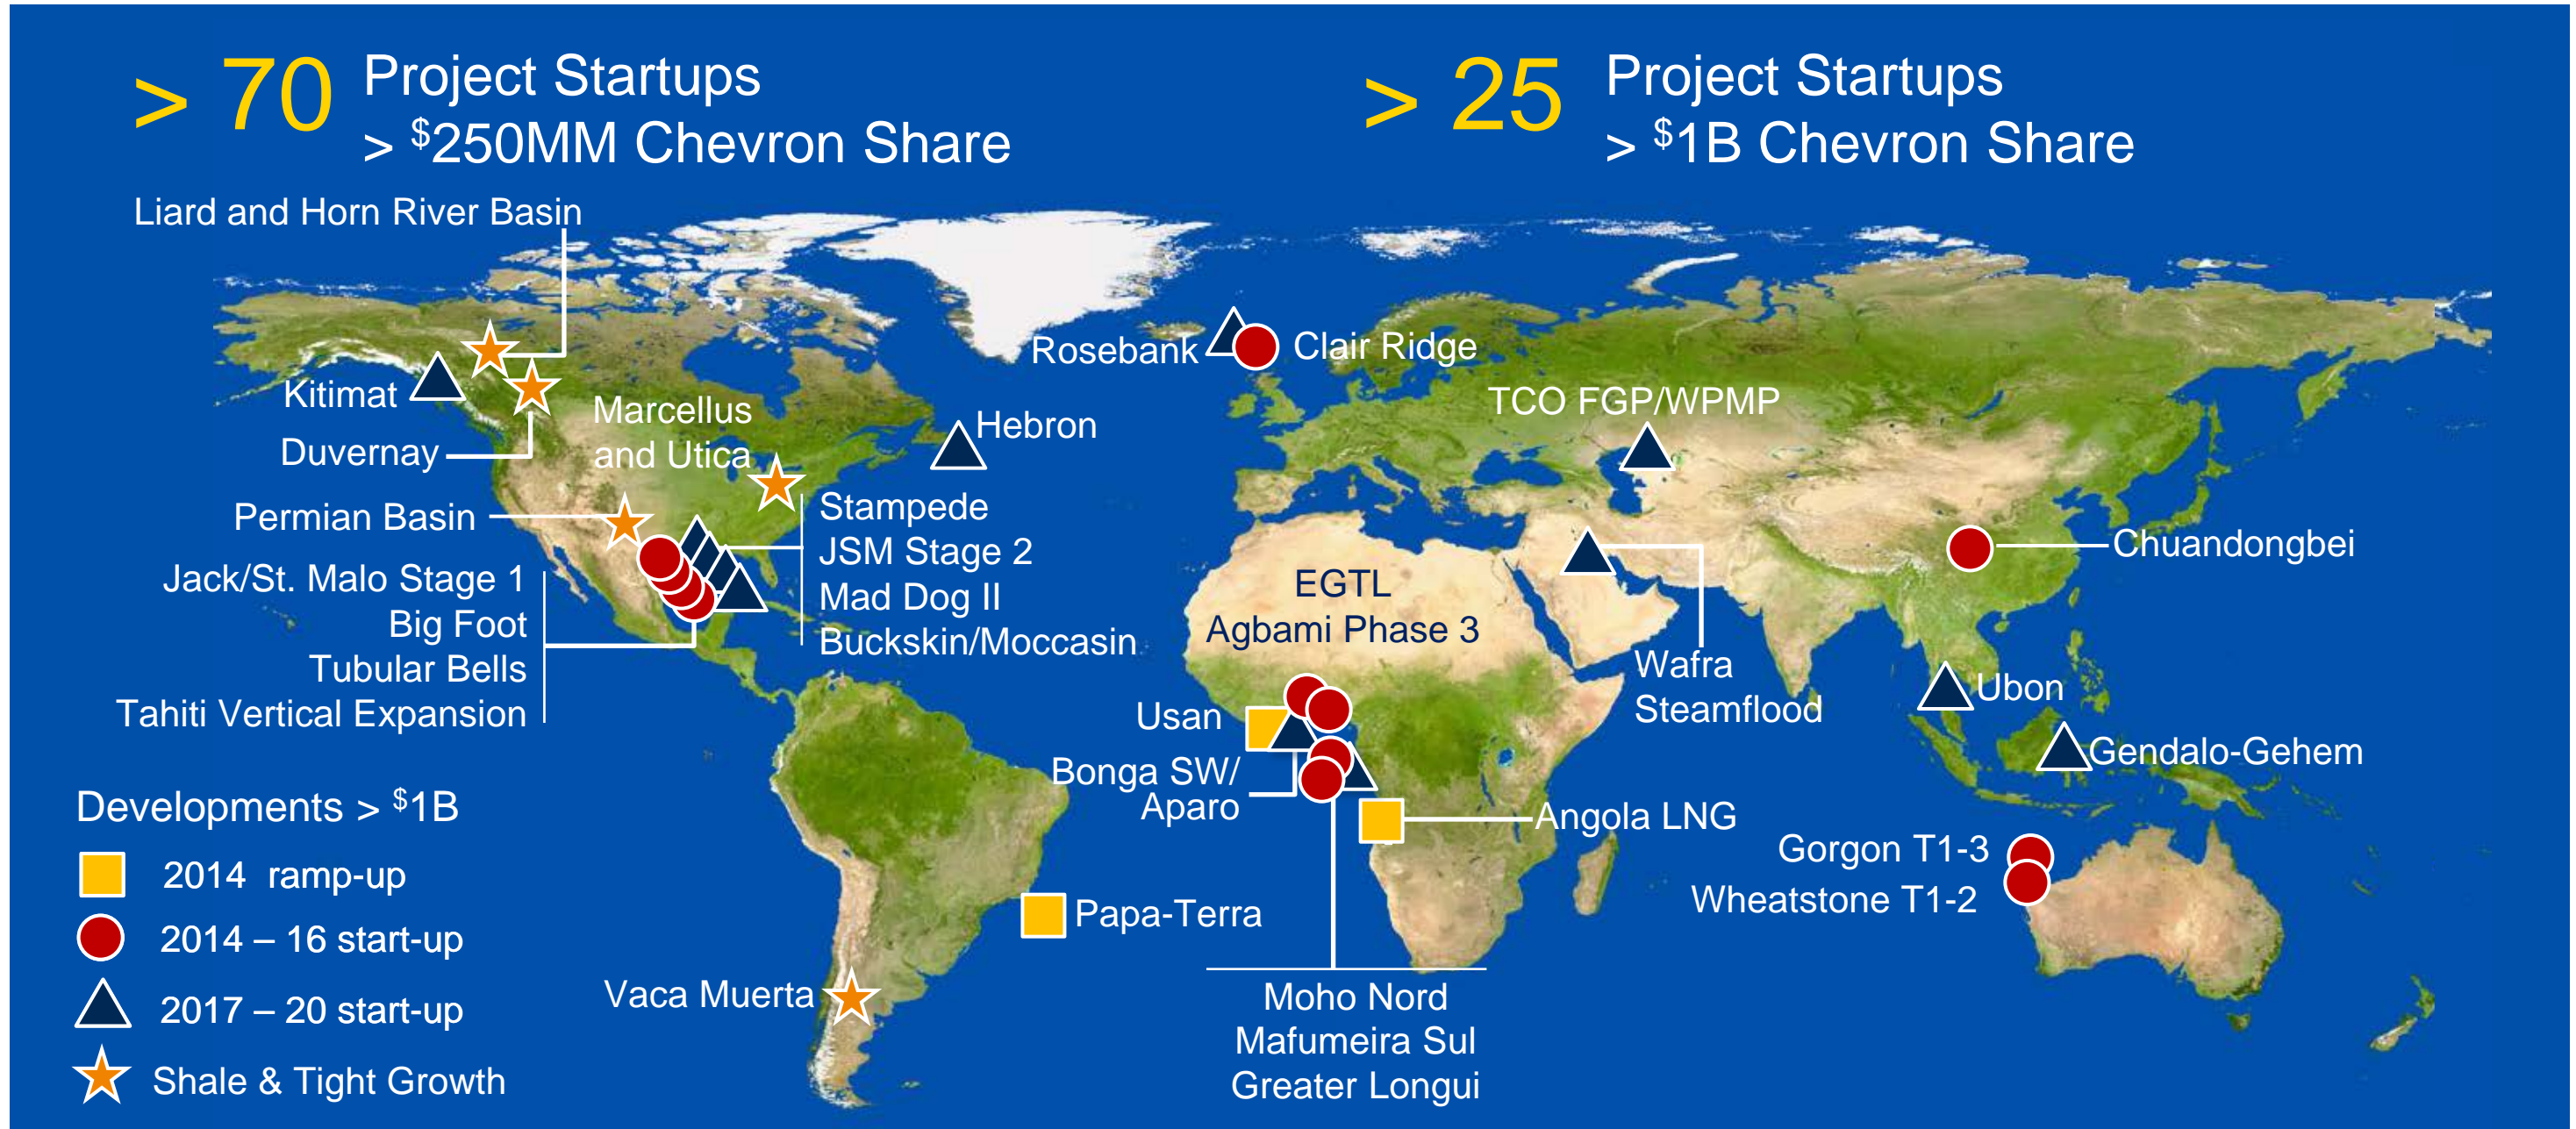 > 70 Project Startups
> $250MM Chevron Share
> 25 Project Startups
> $1B Chevron Share
Liard and Horn River Basin
Kitimat
Duvernay
Marcellus
and Utica
Permian Basin
Jack/St. Malo Stage 1
Big Foot
Tubular Bells
Tahiti Vertical Expansion
Hebron
Stampede
JSM Stage 2
Mad Dog II
Buckskin/Moccasin
Rosebank
Clair Ridge
TCO FGP/WPMP
Chuandongbei
EGTL
Agbami Phase 3
Wafra
Steamflood
Usan
Bonga SW/
Aparo
Ubon
Gendalo-Gehem
Angola LNG
Gorgon T1-3
Wheatstone T1-2
Papa-Terra
Vaca Muerta
Moho Nord
Mafumeira Sul
Greater Longui
Developments > $1B
2014 ramp-up
2014 – 16 start-up
2017 – 20 start-up
Shale & Tight Growth